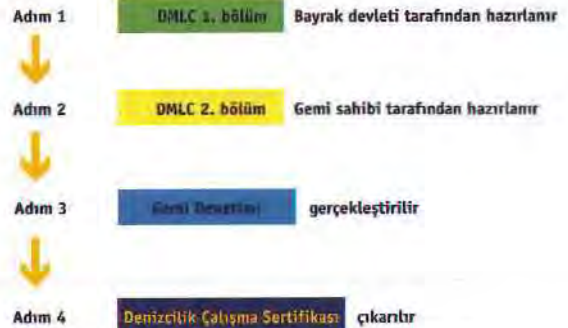 Adım 1 DMLC 1. bölüm Bayrak devleti tarafından hazırlanır
Adım 2 DMLC 2. bölüm Gemi sahibi tarafından hazırlanır
Adım 3 Gemi Denetimi gerçekleştirilir
Adım 4 Denizcilik Çalışma Sertifikası çıkarılır